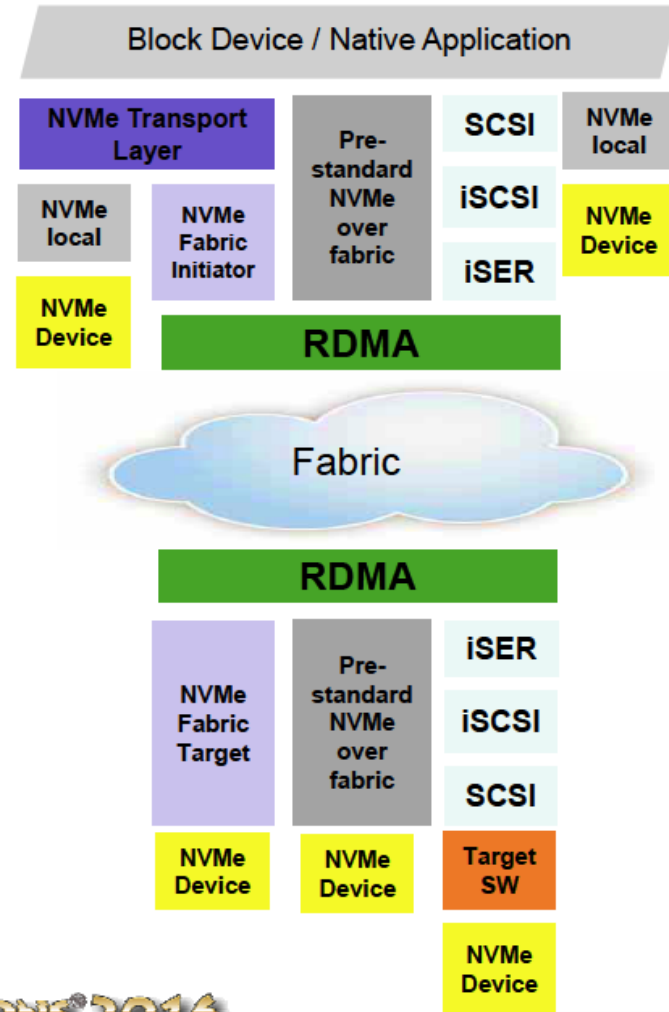 Block Device / Native Application
NVMe Transport
Layer
NVMe
local
NVMe
Device
NVMe
Fabric
Initiator
Pre-
standard
NVMe
over
fabric
SCSI
iSCSI
iSER
NVMe
local
NVMe
Device
RDMA
Fabric
RDMA
NVMe
Fabric
Target
NVMe
Device
Pre-
standard
NVMe
over
fabric
NVMe
Device
iSER
iSCSI
SCSI
Target
SW
NVMe
Device
2016